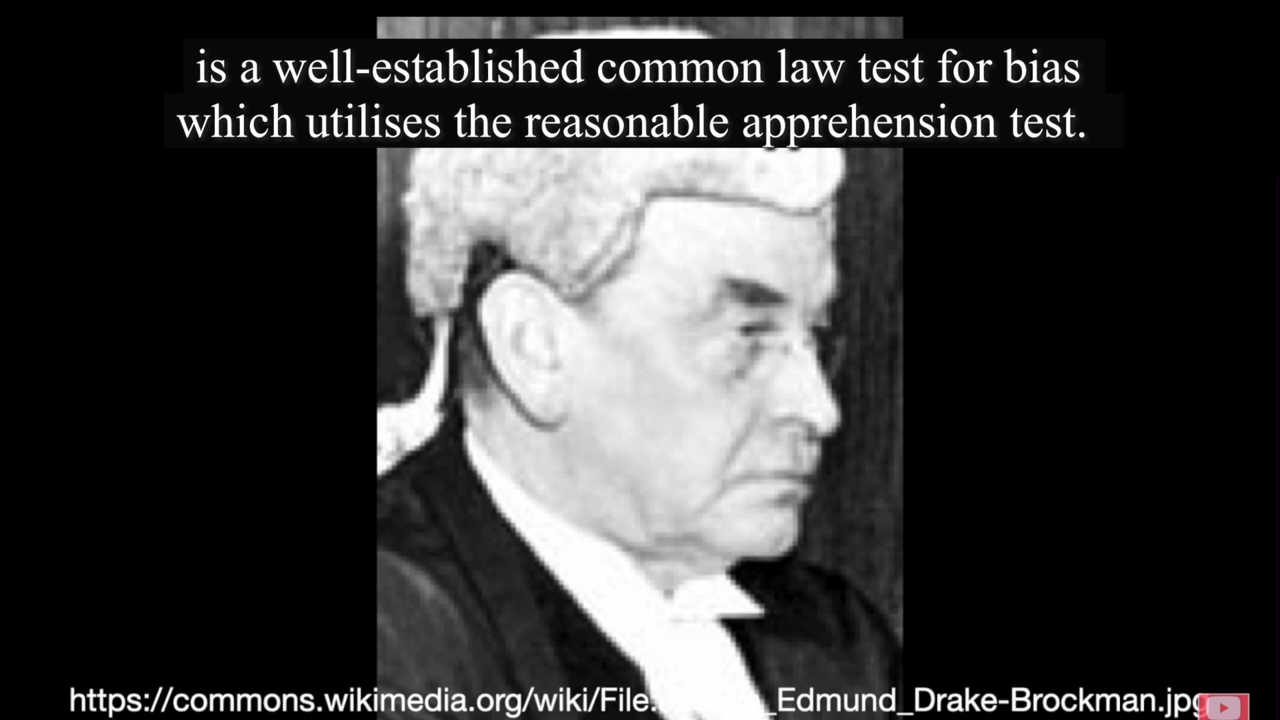 is a well-established common law test for bias
which utilises the reasonable apprehension test.
https://commons.wikimedia.org/wiki/File: _Edmund_Drake-Brockman.jpg